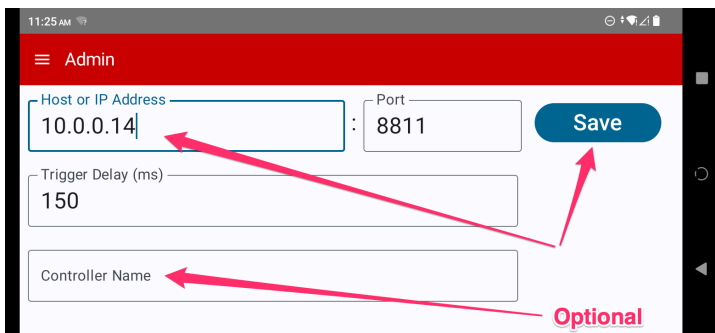 11:25 AM
Admin
Host or IP Address
10.0.0.14
:
Port
8811
Save
Trigger Delay (ms)
150
Controller Name
Optional